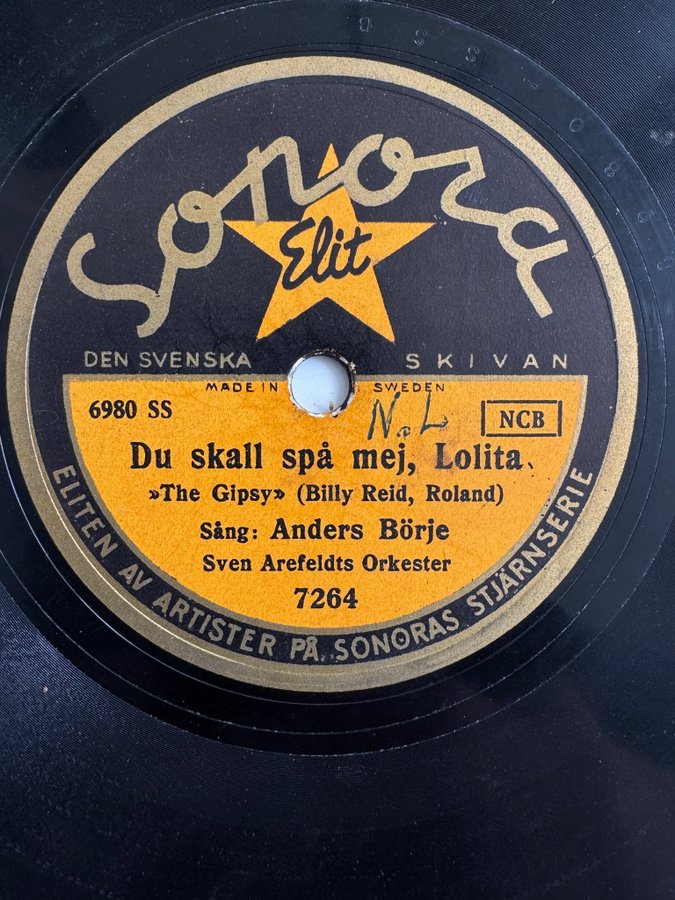 Sonora
Elit
DEN SVENSKA SKIVAN
MADE IN SWEDEN
6980 SS
N.L
NCB
Du skall spå mej, Lolita
»The Gipsy» (Billy Reid, Roland)
Sång: Anders Börje
Sven Arefeldts Orkester
7264
ELITEN AV ARTISTER PÅ SONORAS STJÄRNSERIE